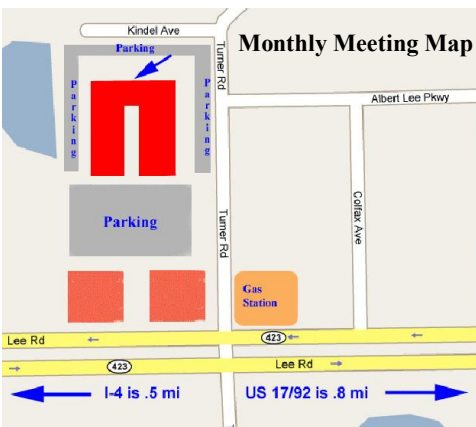 Kindel Ave
Monthly Meeting Map
Parking
Turner Rd
Parking
Parking
Albert Lee Pkwy
Parking
Turner Rd
Colfax Ave
Gas
Station
Lee Rd
423
423
Lee Rd
I-4 is .5 mi
US 17/92 is .8 mi